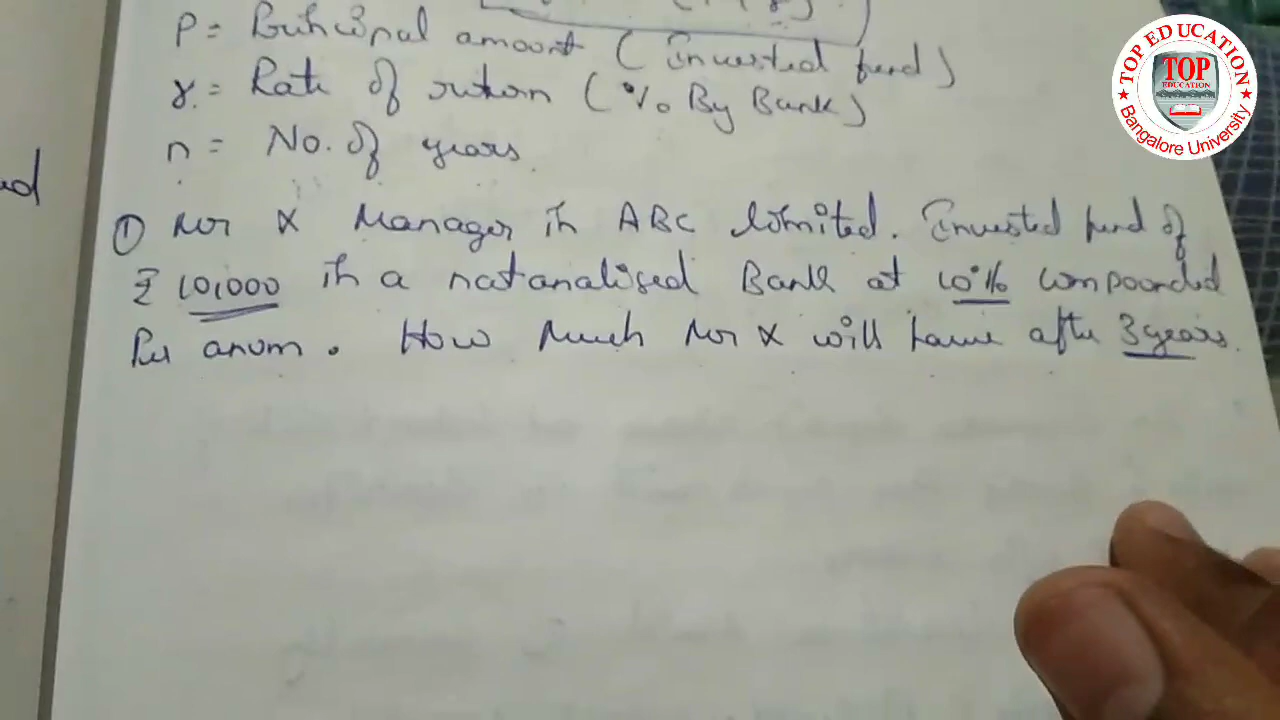 P = Principal amount ( Invested fund )
r = Rate of return ( % By Bank )
n = No. Of years
① Mr X Manager in ABC limited. Invested fund of
₹ 10,000 in a natanalised Bank at 10% compounded
Per anum. How Much Mr X will have after 3 years.
TOP EDUCATION
TOP
EDUCATION
Bangalore University